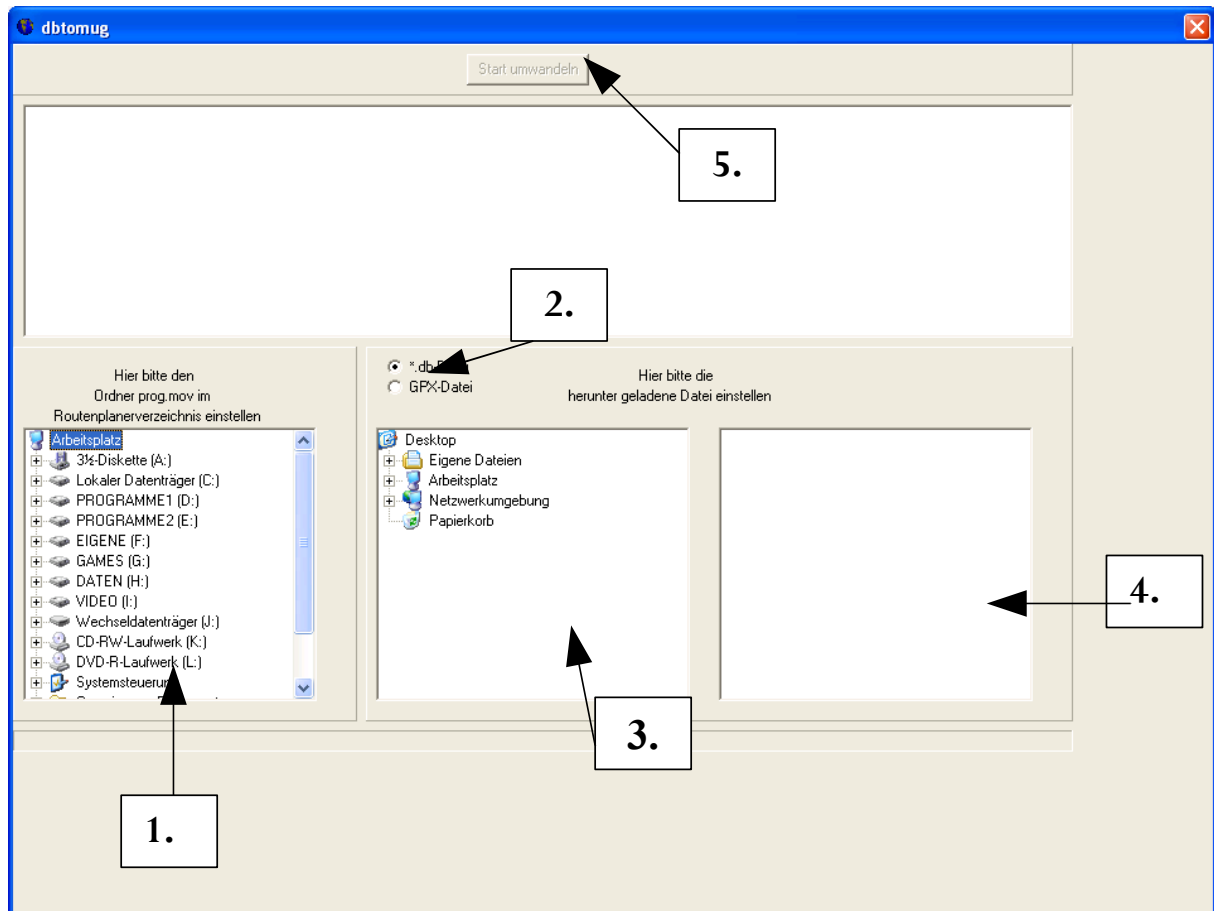 dbtomug
Start umwandeln
5.
2.
Hier bitte den
Ordner prog.mov im
Routenplanerverzeichnis einstellen
*.db-
GPX-Datei
Hier bitte die
herunter geladene Datei einstellen
Arbeitsplatz
3½-Diskette (A:)
Lokaler Datenträger (C:)
PROGRAMME1 (D:)
PROGRAMME2 (E:)
EIGENE (F:)
GAMES (G:)
DATEN (H:)
VIDEO (I:)
Wechseldatenträger (J:)
CD-RW-Laufwerk (K:)
DVD-R-Laufwerk (L:)
Systemsteuerung
Desktop
Eigene Dateien
Arbeitsplatz
Netzwerkumgebung
Papierkorb
4.
3.
1.